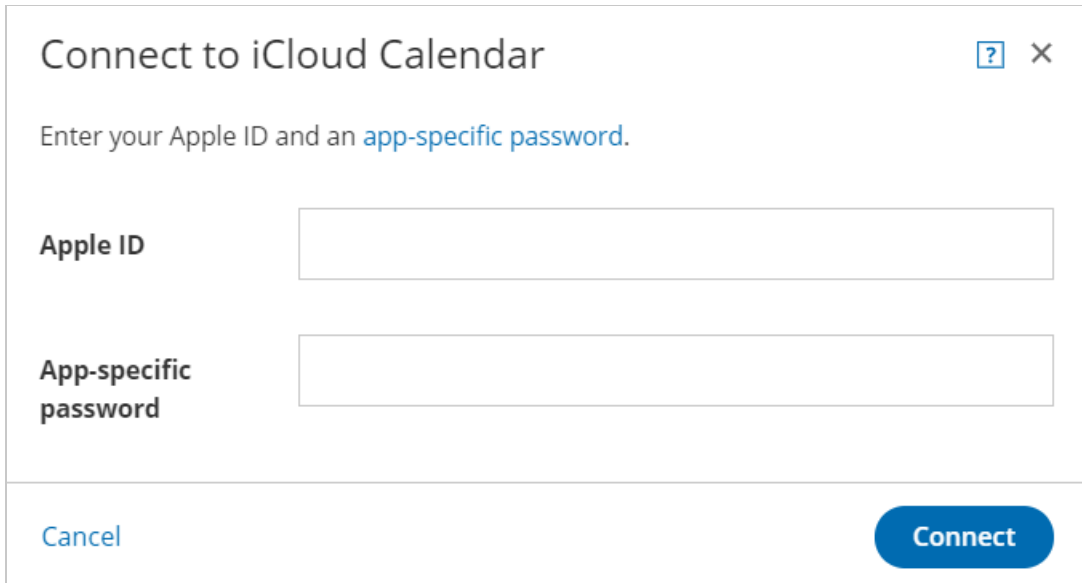 Connect to iCloud Calendar
?
Enter your Apple ID and an app-specific password.
Apple ID
App-specific
password
Cancel
Connect